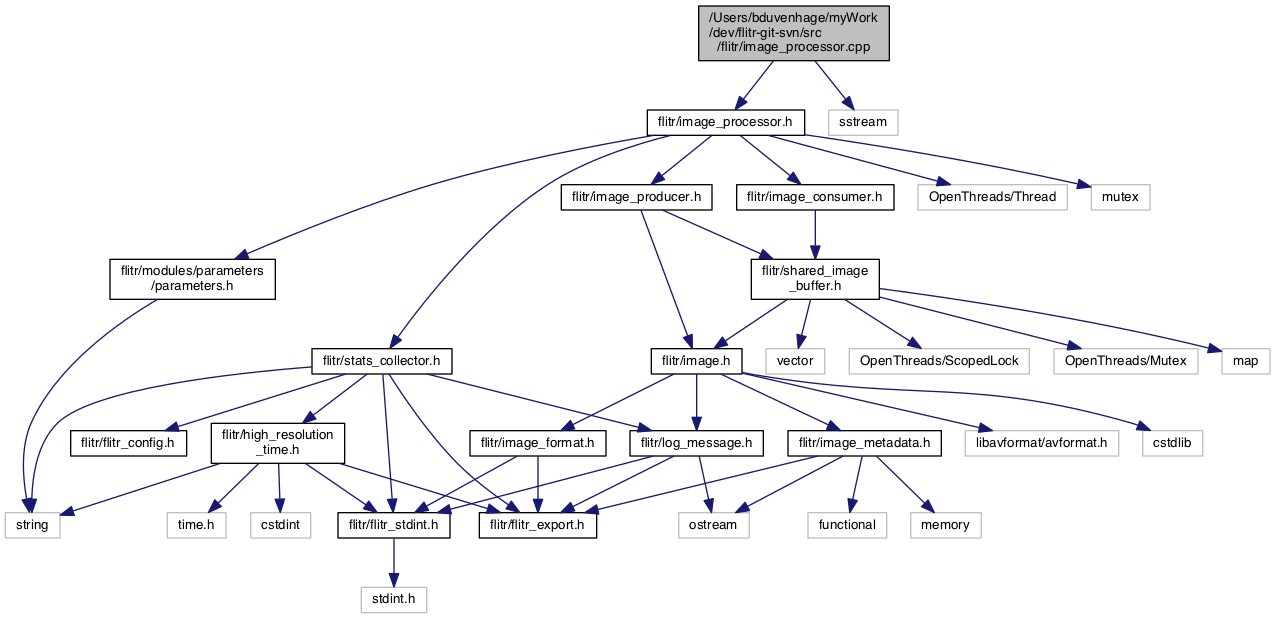 /Users/bduvenhage/myWork
/dev/flitr-git-svn/src
/flitr/image_processor.cpp
flitr/image_processor.h
sstream
flitr/image_producer.h
flitr/image_consumer.h
OpenThreads/Thread
mutex
flitr/modules/parameters
/parameters.h
flitr/shared_image
_buffer.h
flitr/stats_collector.h
flitr/image.h
vector
OpenThreads/ScopedLock
OpenThreads/Mutex
map
flitr/flitr_config.h
flitr/high_resolution
_time.h
flitr/image_format.h
flitr/log_message.h
flitr/image_metadata.h
libavformat/avformat.h
cstdlib
string
time.h
cstdint
flitr/flitr_stdint.h
flitr/flitr_export.h
ostream
functional
memory
stdint.h